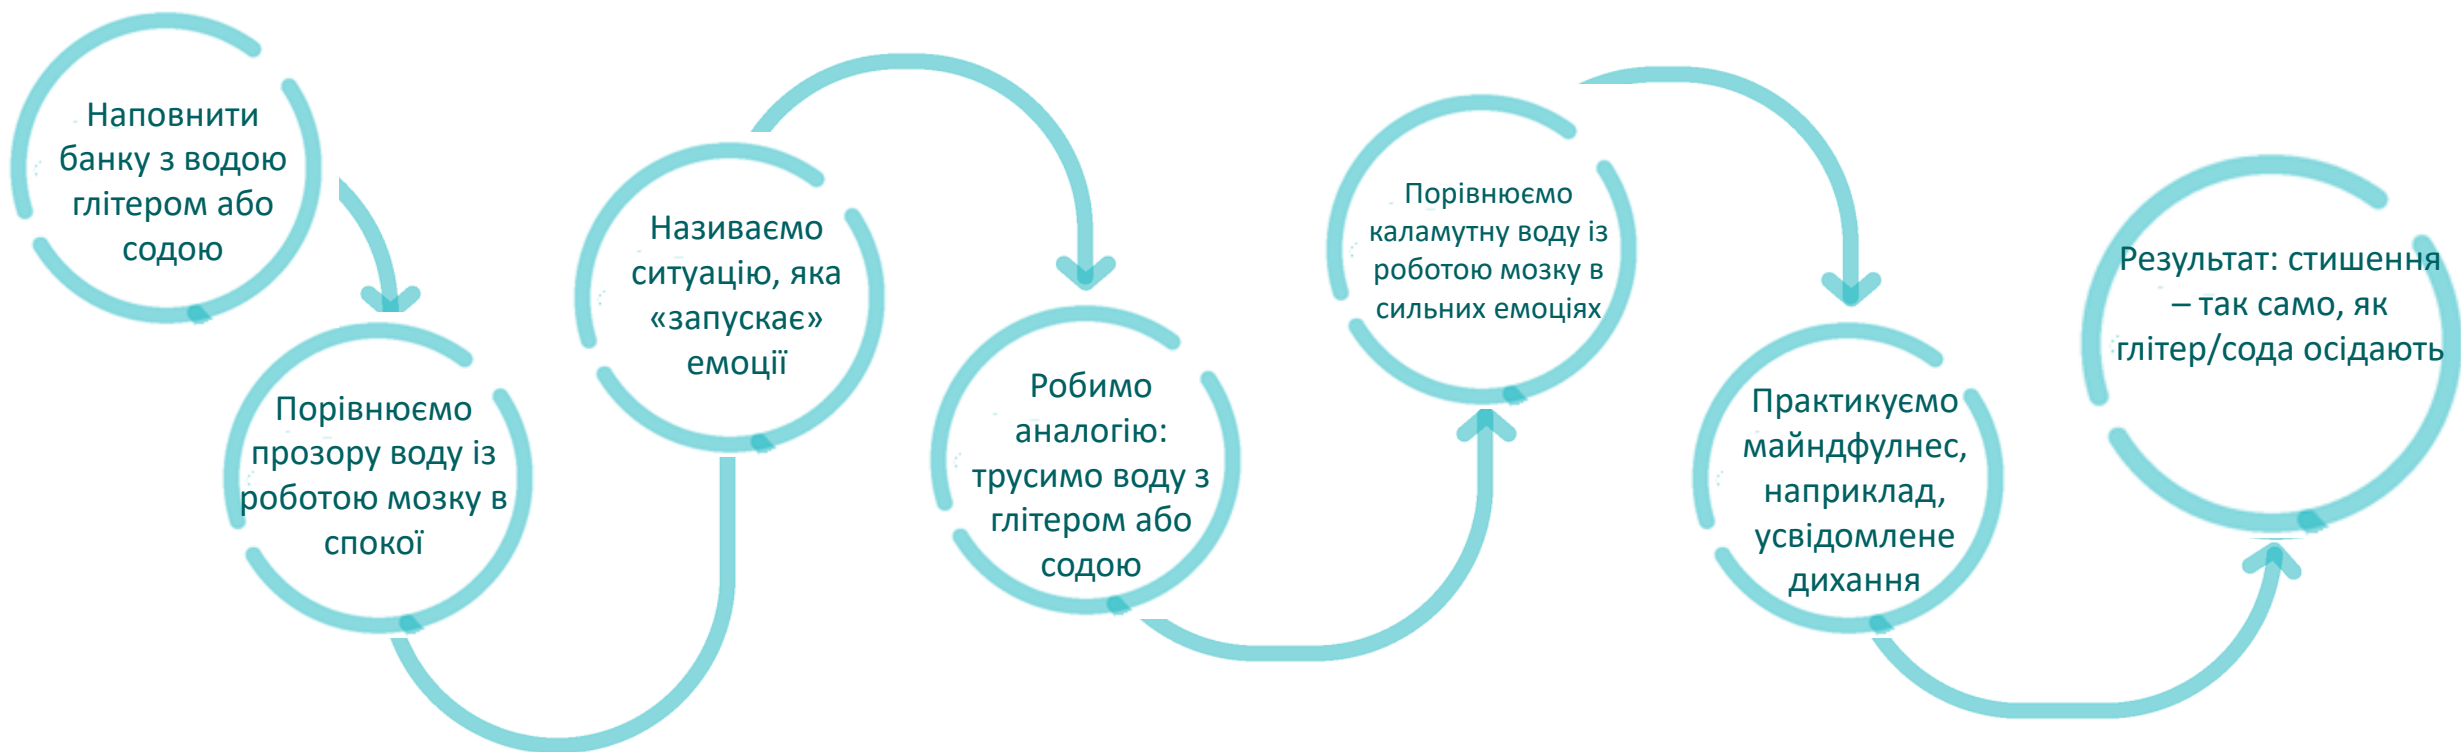 Наповнити
банку з водою
глітером або
содою
Порівнюємо
прозору воду із
роботою мозку в
спокої
Називаємо
ситуацію, яка
«запускає»
емоції
Робимо
аналогію:
трусимо воду з
глітером або
содою
Порівнюємо
каламутну воду із
роботою мозку в
сильних емоціях
Практикуємо
майндфулнес,
наприклад,
усвідомлене
дихання
Результат: стишення
– так само, як
глітер/сода осідають